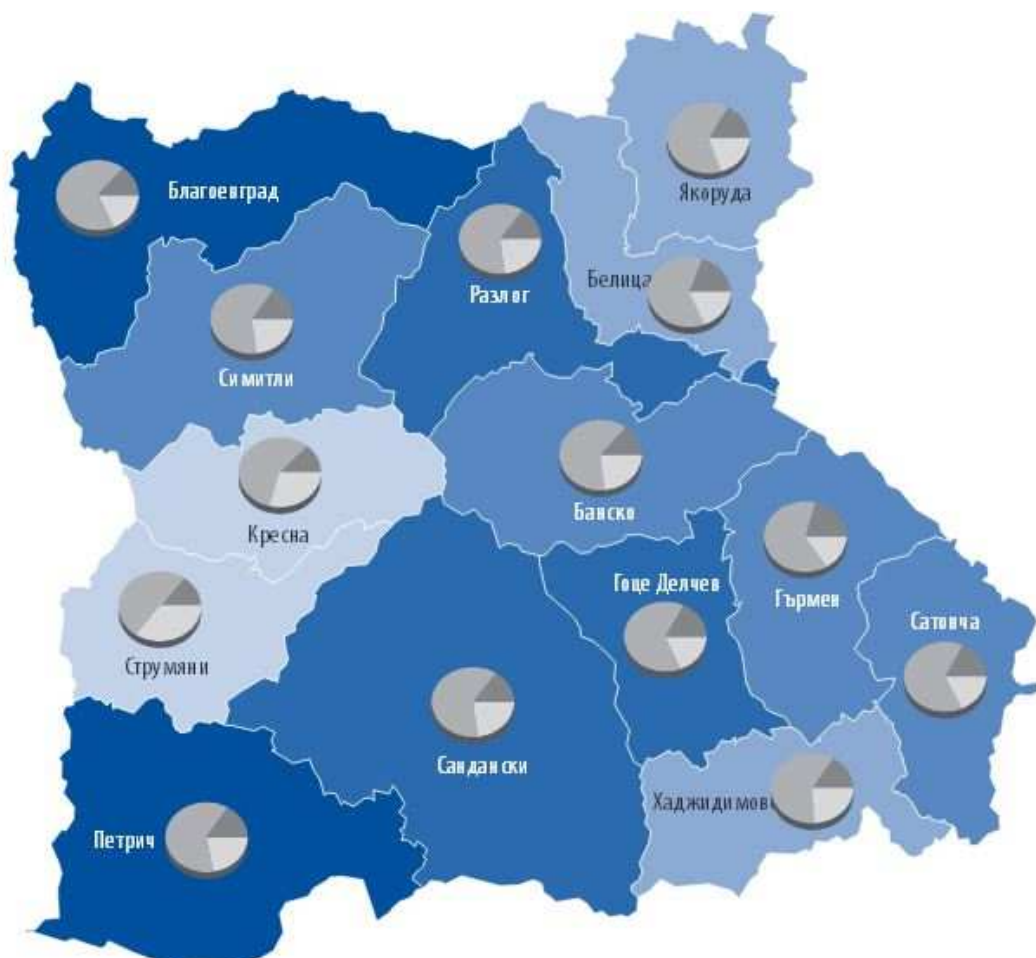 Благоевград
Якоруда
Белица
Разлог
Симитли
Банско
Кресна
Гоце Делчев
Гърмен
Сатовча
Струмяни
Сандански
Хаджидимово
Петрич